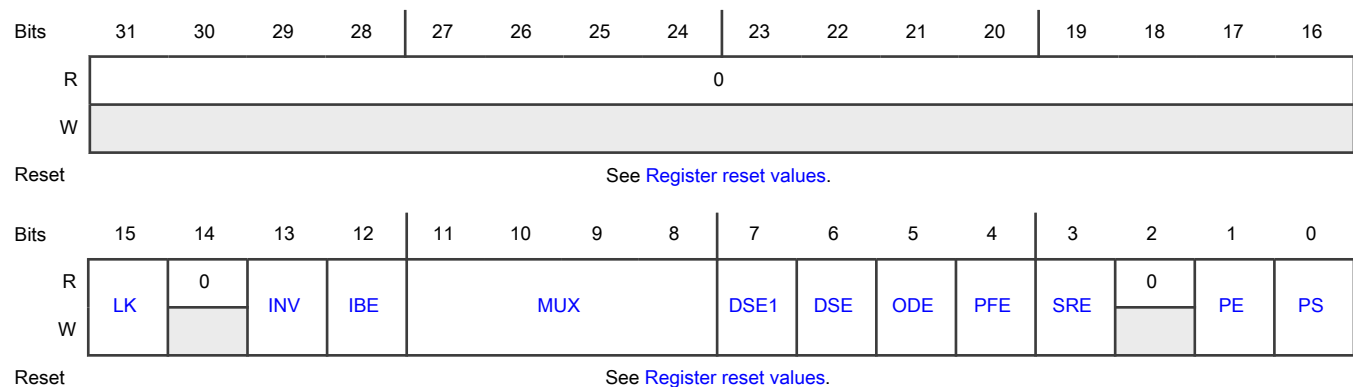 Bits 31 30 29 28 27 26 25 24 23 22 21 20 19 18 17 16
R 0
W
Reset See Register reset values.
Bits 15 14 13 12 11 10 9 8 7 6 5 4 3 2 1 0
R 0 0
LK INV IBE MUX DSE1 DSE ODE PFE SRE PE PS
W
Reset See Register reset values.